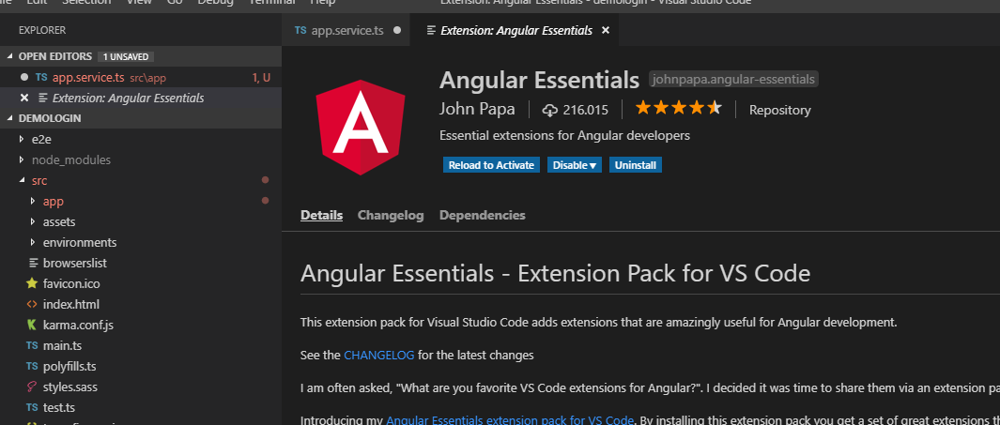 File Edit Selection View Go Debug Terminal Help Extension: Angular Essentials - demologin - Visual Studio Code
EXPLORER
OPEN EDITORS 1 UNSAVED
TS app.service.ts src\app 1, U
Extension: Angular Essentials
DEMOLOGIN
e2e
node_modules
src
app
assets
environments
browserslist
favicon.ico
index.html
karma.conf.js
TS main.ts
TS polyfills.ts
styles.sass
TS test.ts
TS app.service.ts
Extension: Angular Essentials
A
Angular Essentials johnpapa.angular-essentials
John Papa 216.015 Repository
Essential extensions for Angular developers
Reload to Activate Disable Uninstall
Details Changelog Dependencies
Angular Essentials - Extension Pack for VS Code
This extension pack for Visual Studio Code adds extensions that are amazingly useful for Angular development.
See the CHANGELOG for the latest changes
I am often asked, "What are you favorite VS Code extensions for Angular?". I decided it was time to share them via an extension pa
Introducing my Angular Essentials extension pack for VS Code. By installing this extension pack you get a set of great extensions th